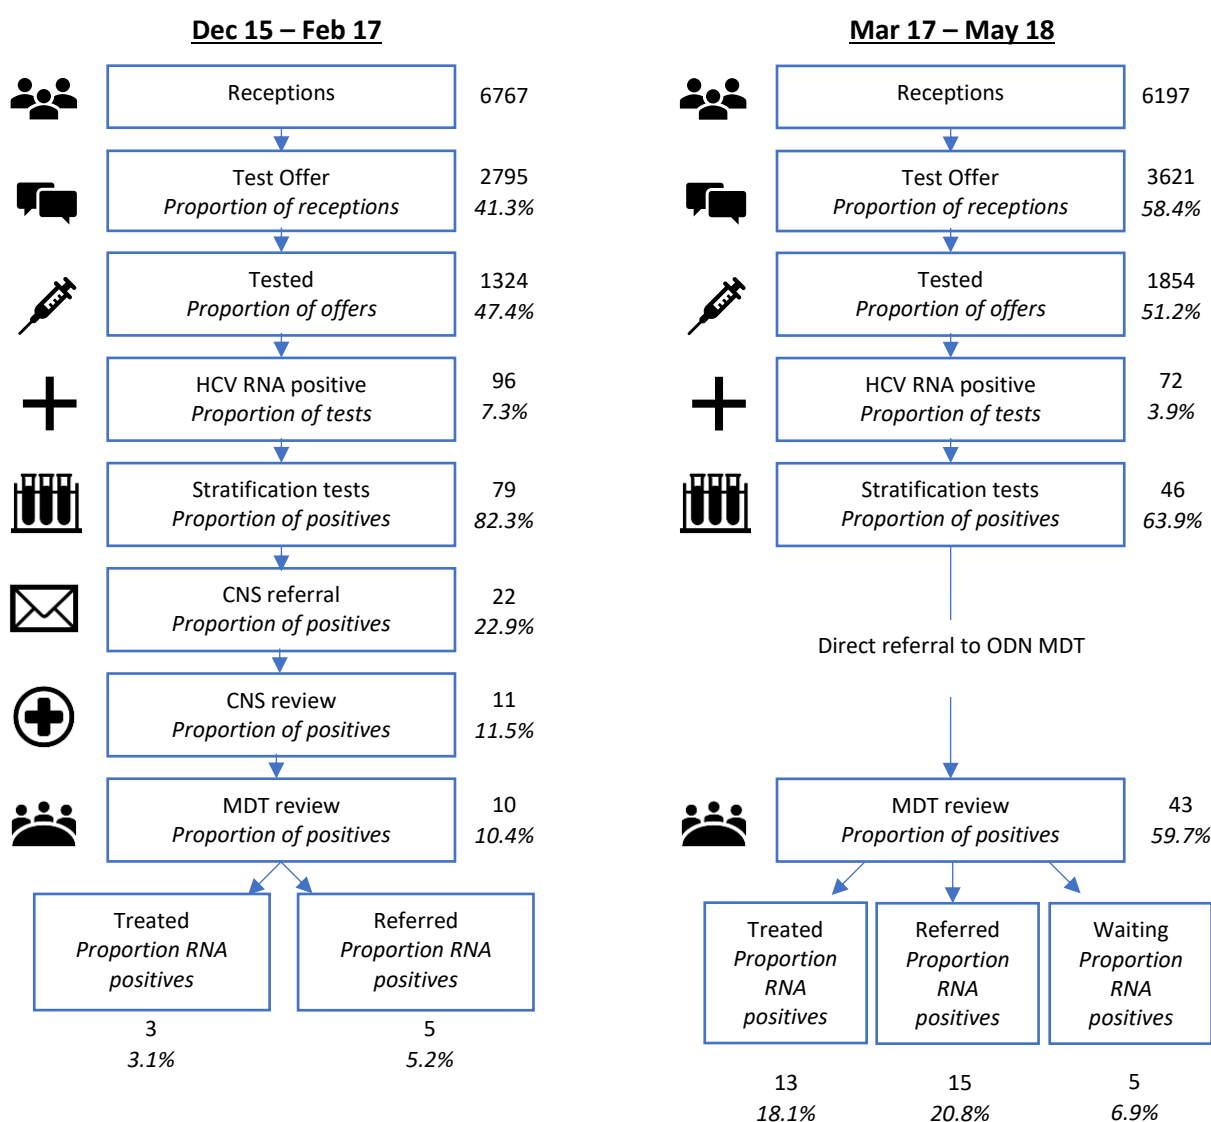 Dec 15 – Feb 17
Receptions
6767
Test Offer
Proportion of receptions
2795
41.3%
Tested
Proportion of offers
1324
47.4%
HCV RNA positive
Proportion of tests
96
7.3%
Stratification tests
Proportion of positives
79
82.3%
CNS referral
Proportion of positives
22
22.9%
CNS review
Proportion of positives
11
11.5%
MDT review
Proportion of positives
10
10.4%
Treated
Proportion RNA
positives
3
3.1%
Referred
Proportion RNA
positives
5
5.2%
Mar 17 – May 18
Receptions
6197
Test Offer
Proportion of receptions
3621
58.4%
Tested
Proportion of offers
1854
51.2%
HCV RNA positive
Proportion of tests
72
3.9%
Stratification tests
Proportion of positives
46
63.9%
Direct referral to ODN MDT
MDT review
Proportion of positives
43
59.7%
Treated
Proportion
RNA
positives
13
18.1%
Referred
Proportion
RNA
positives
15
20.8%
Waiting
Proportion
RNA
positives
5
6.9%